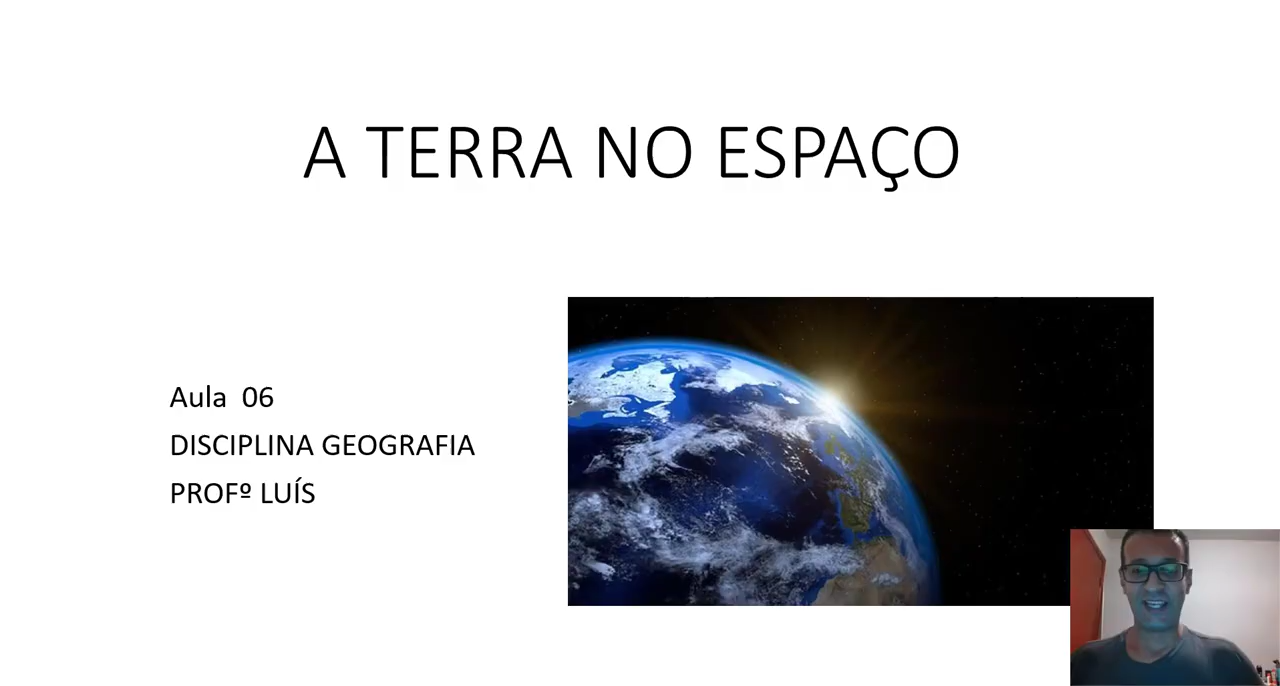 A TERRA NO ESPAÇO
Aula  06
DISCIPLINA GEOGRAFIA
PROFº LUÍS